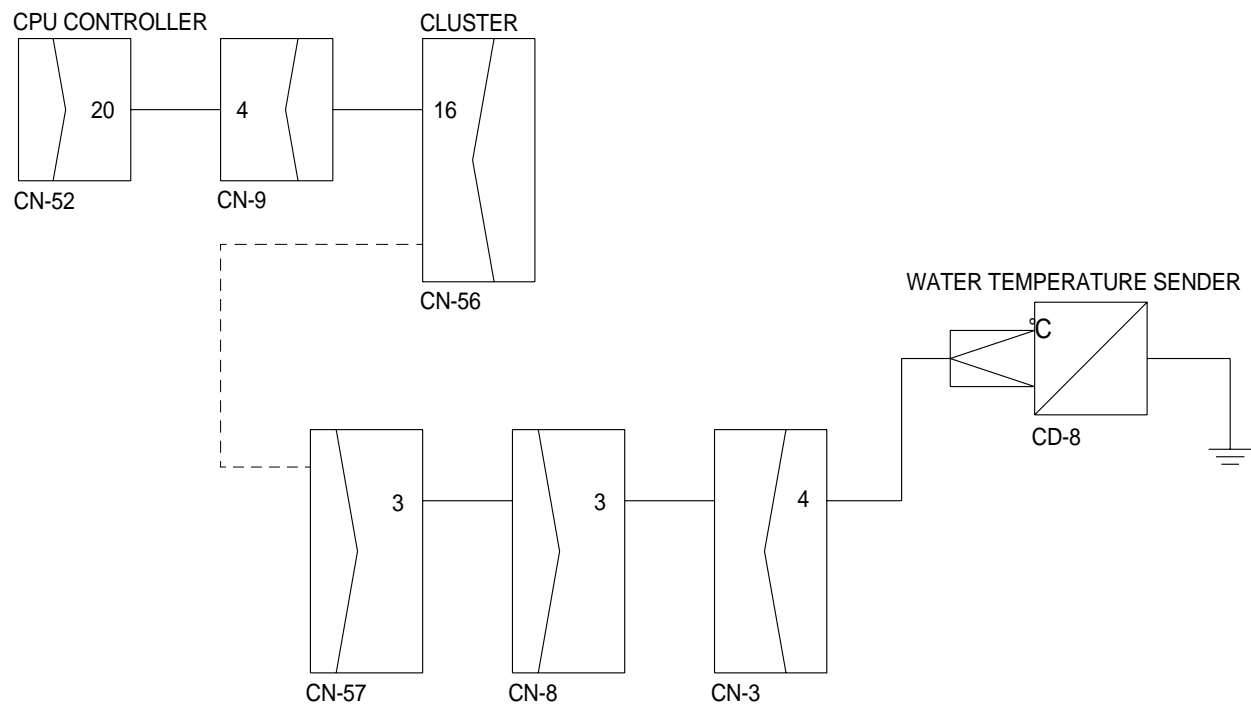 CPU CONTROLLER
CLUSTER
20
4
16
CN-52
CN-9
CN-56
WATER TEMPERATURE SENDER
°C
CD-8
3
3
4
CN-57
CN-8
CN-3